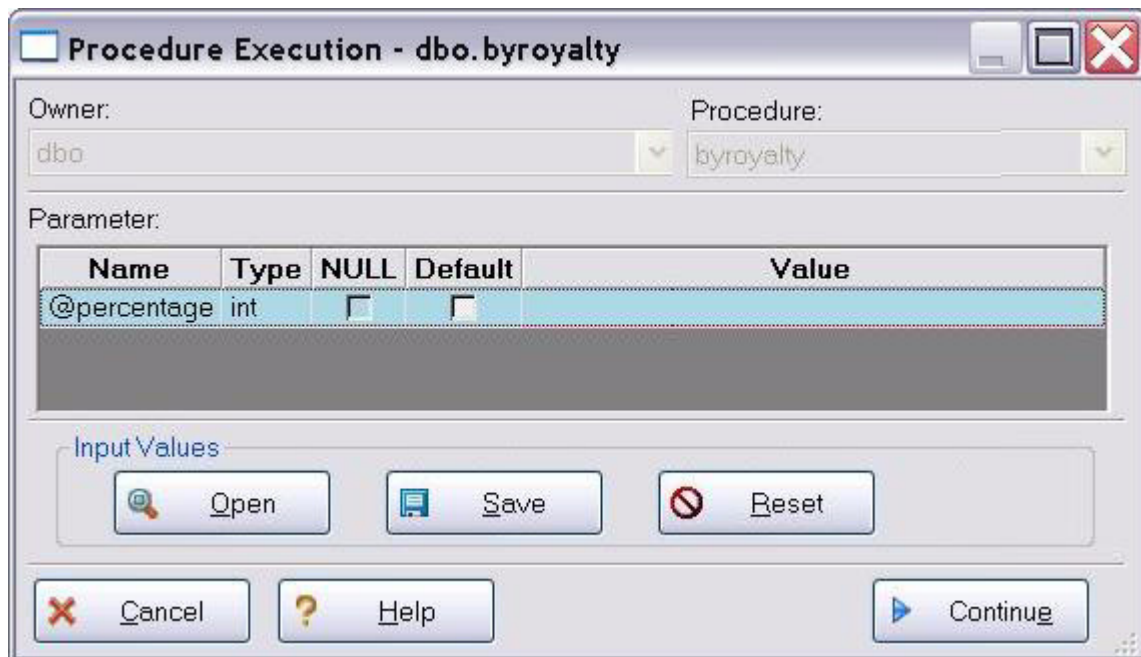 Procedure Execution - dbo.byroyalty
Owner:
Procedure:
dbo
byroyalty
Parameter:
Name Type NULL Default Value
@percentage int
Input Values
Open Save Reset
Cancel Help Continue